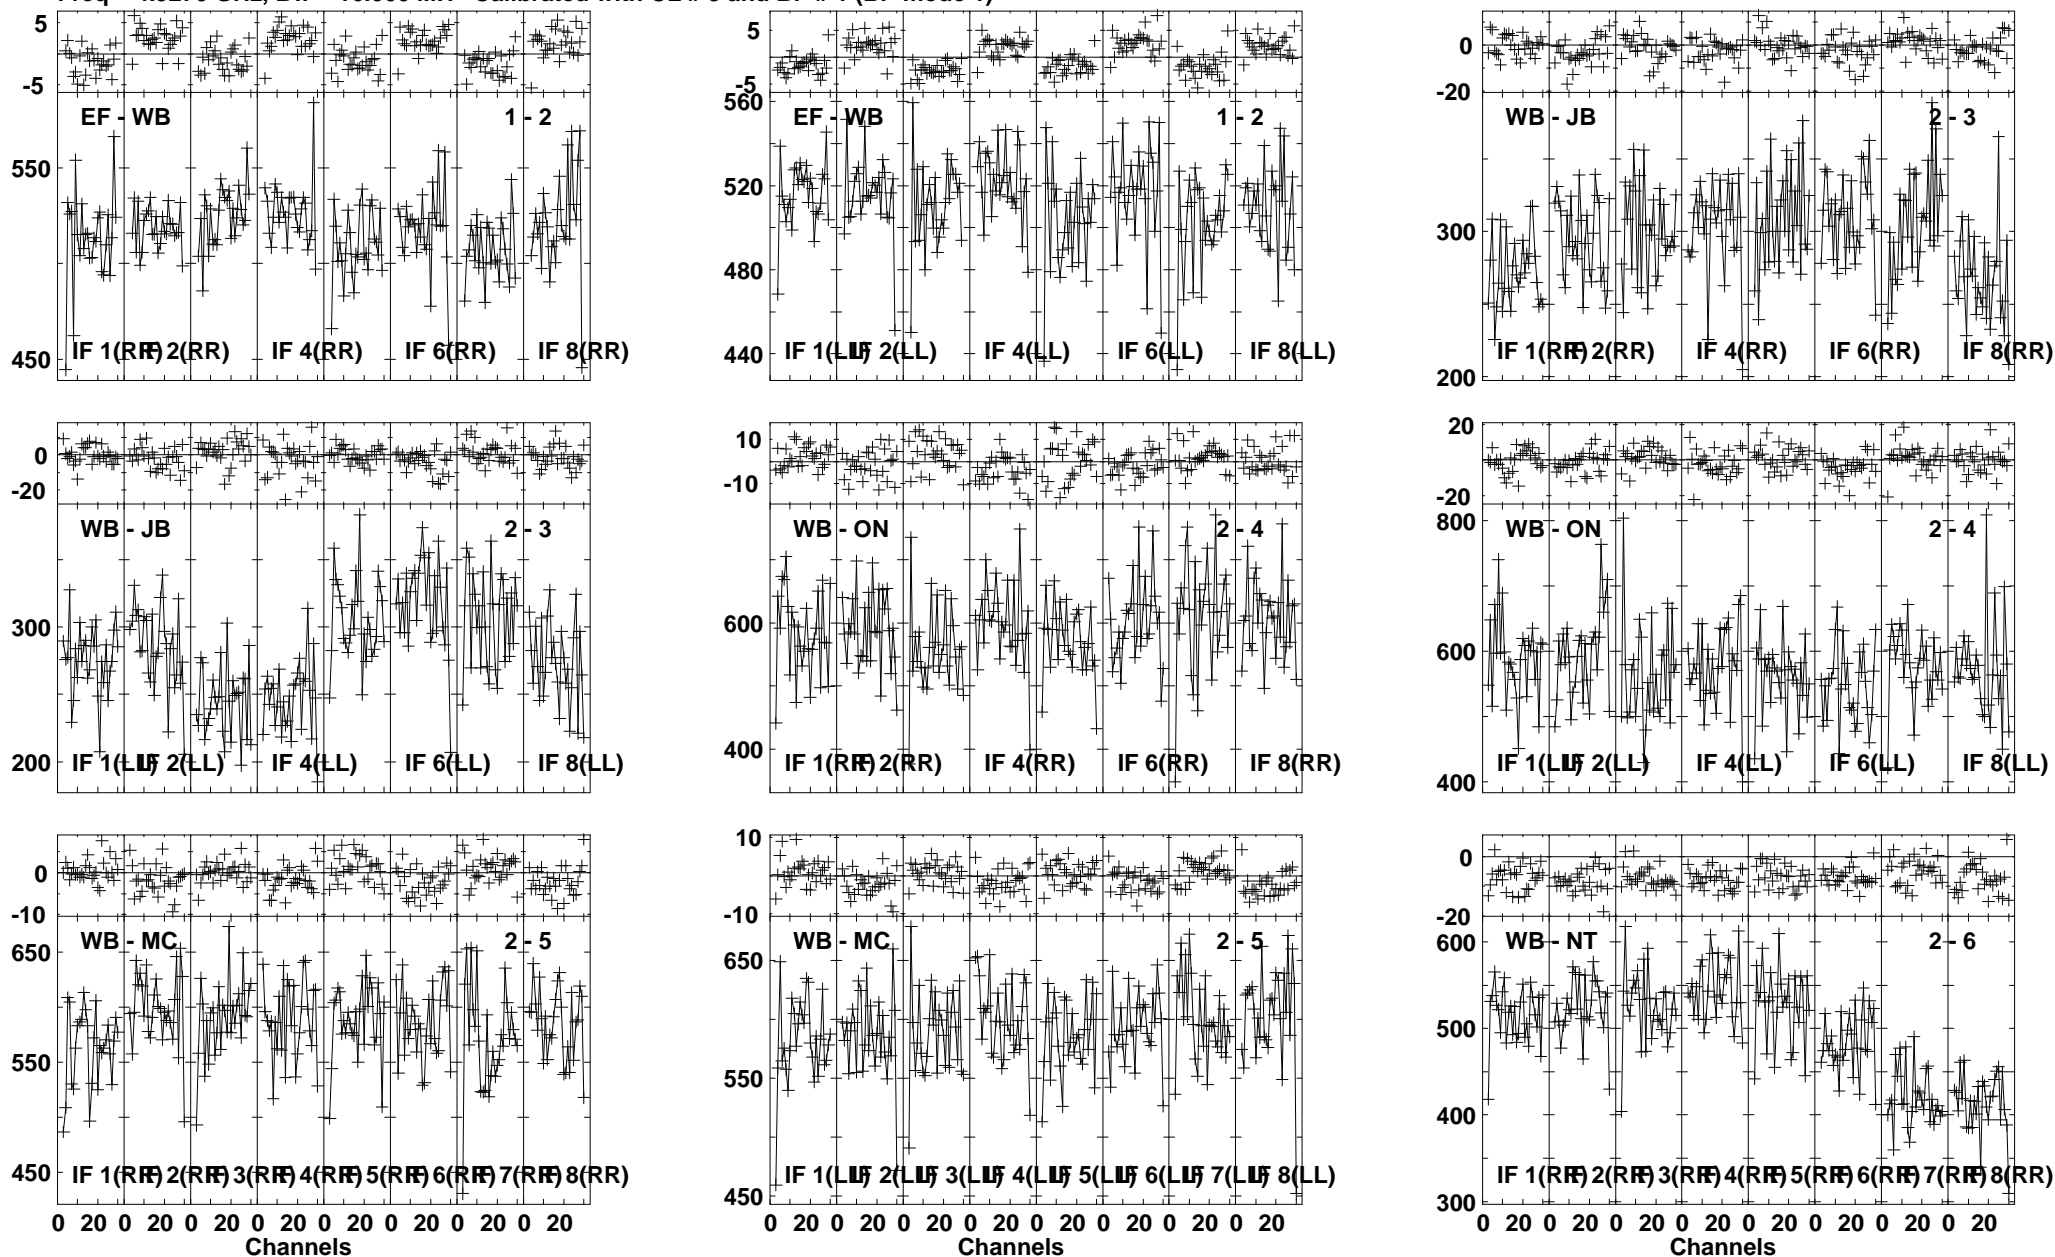 5
-5
EF - WB 1 - 2
550
450
IF 1(RR) IF 2(RR) IF 4(RR) IF 6(RR) IF 8(RR)
5
-5
560
EF - WB 1 - 2
520
480
440
IF 1(LL) IF 2(LL) IF 4(LL) IF 6(LL) IF 8(LL)
0
-20
WB - JB 2 - 3
300
200
IF 1(RR) IF 2(RR) IF 4(RR) IF 6(RR) IF 8(RR)
0
-20
WB - JB 2 - 3
300
200
IF 1(LL) IF 2(LL) IF 4(LL) IF 6(LL) IF 8(LL)
10
-10
WB - ON 2 - 4
600
400
IF 1(RR) IF 2(RR) IF 4(RR) IF 6(RR) IF 8(RR)
20
-20
800
WB - ON 2 - 4
600
400
IF 1(LL) IF 2(LL) IF 4(LL) IF 6(LL) IF 8(LL)
0
-10
WB - MC 2 - 5
650
550
450
IF 1(RR) IF 2(RR) IF 3(RR) IF 4(RR) IF 5(RR) IF 6(RR) IF 7(RR) IF 8(RR)
0 20 0 20 0 20 0 20 0 20 0 20 0 20 0 20
Channels
10
-10
WB - MC 2 - 5
650
550
450
IF 1(LL) IF 2(LL) IF 3(LL) IF 4(LL) IF 5(LL) IF 6(LL) IF 7(LL) IF 8(LL)
0 20 0 20 0 20 0 20 0 20 0 20 0 20 0 20
Channels
0
-20
WB - NT 2 - 6
600
500
400
300
IF 1(RR) IF 2(RR) IF 3(RR) IF 4(RR) IF 5(RR) IF 6(RR) IF 7(RR) IF 8(RR)
0 20 0 20 0 20 0 20 0 20 0 20 0 20 0 20
Channels